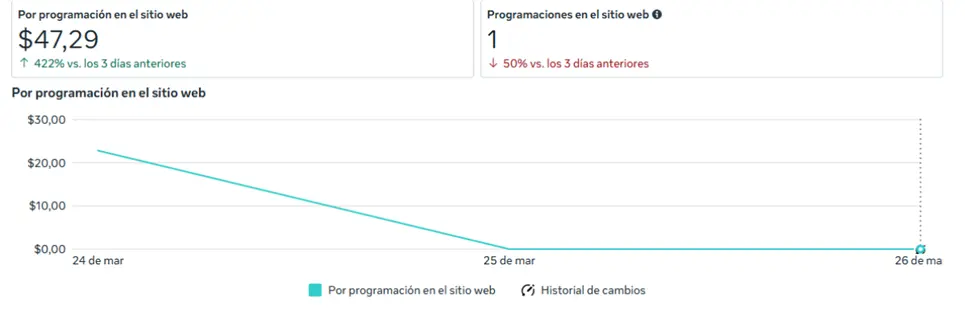 Por programación en el sitio web
$47,29
↑ 422% vs. los 3 días anteriores
Programaciones en el sitio web
1
↓ 50% vs. los 3 días anteriores
Por programación en el sitio web
$30,00
$20,00
$10,00
$0,00
24 de mar
25 de mar
26 de ma
Por programación en el sitio web
Historial de cambios